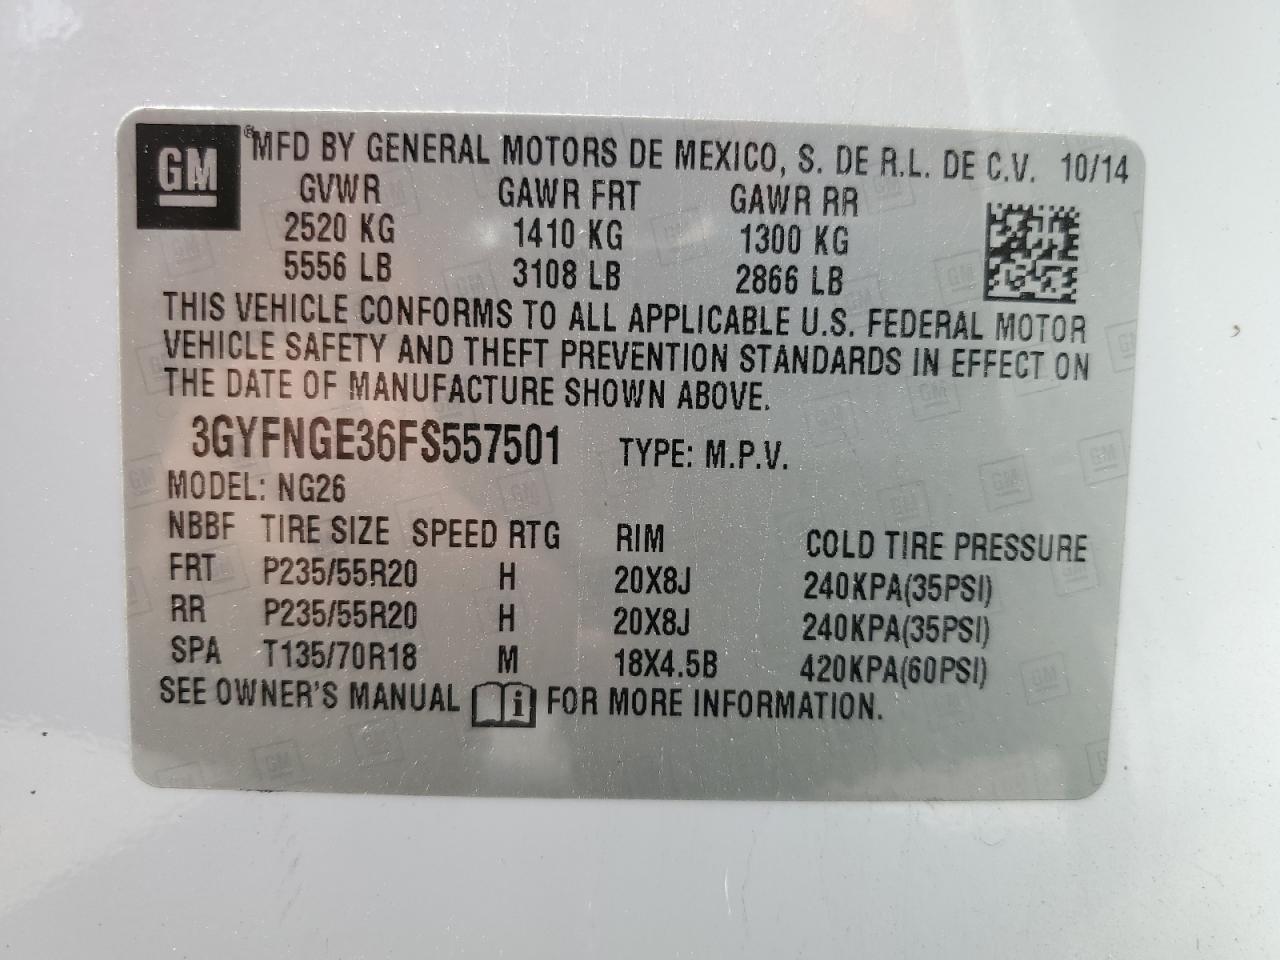 GM ®MFD BY GENERAL MOTORS DE MEXICO, S. DE R.L. DE C.V. 10/14
GVWR GAWR FRT GAWR RR
2520 KG 1410 KG 1300 KG
5556 LB 3108 LB 2866 LB
THIS VEHICLE CONFORMS TO ALL APPLICABLE U.S. FEDERAL MOTOR
VEHICLE SAFETY AND THEFT PREVENTION STANDARDS IN EFFECT ON
THE DATE OF MANUFACTURE SHOWN ABOVE.
3GYFNGE36FS557501 TYPE: M.P.V.
MODEL: NG26
NBBF TIRE SIZE SPEED RTG RIM COLD TIRE PRESSURE
FRT P235/55R20 H 20X8J 240KPA(35PSI)
RR P235/55R20 H 20X8J 240KPA(35PSI)
SPA T135/70R18 M 18X4.5B 420KPA(60PSI)
SEE OWNER'S MANUAL i FOR MORE INFORMATION.